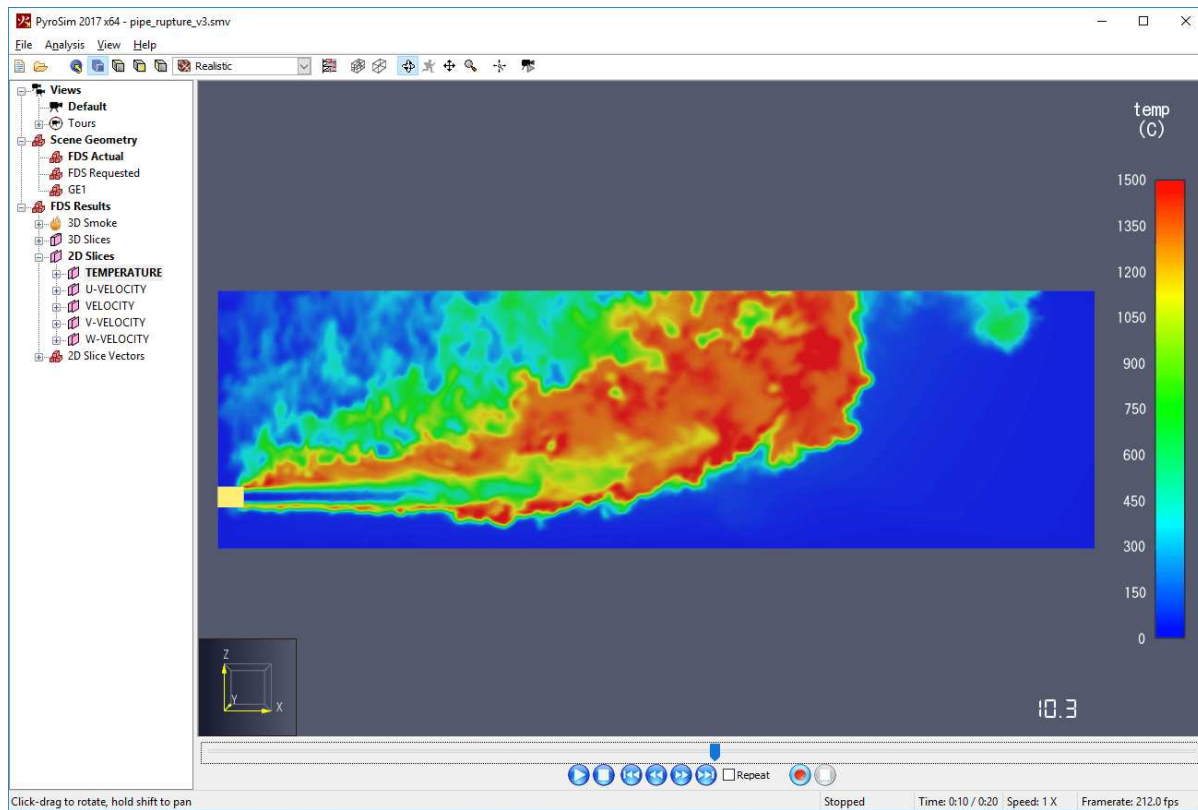 PyroSim 2017 x64 - pipe_rupture_v3.smv
File Analysis View Help
Realistic
Views
Default
Tours
Scene Geometry
FDS Actual
FDS Requested
GE1
FDS Results
3D Smoke
3D Slices
2D Slices
TEMPERATURE
U-VELOCITY
VELOCITY
V-VELOCITY
W-VELOCITY
2D Slice Vectors
temp
(C)
1500
1350
1200
1050
900
750
600
450
300
150
0
Z
Y
X
10.3
Repeat
Click-drag to rotate, hold shift to pan
Stopped
Time: 0:10 / 0:20
Speed: 1 X
Framerate: 212.0 fps